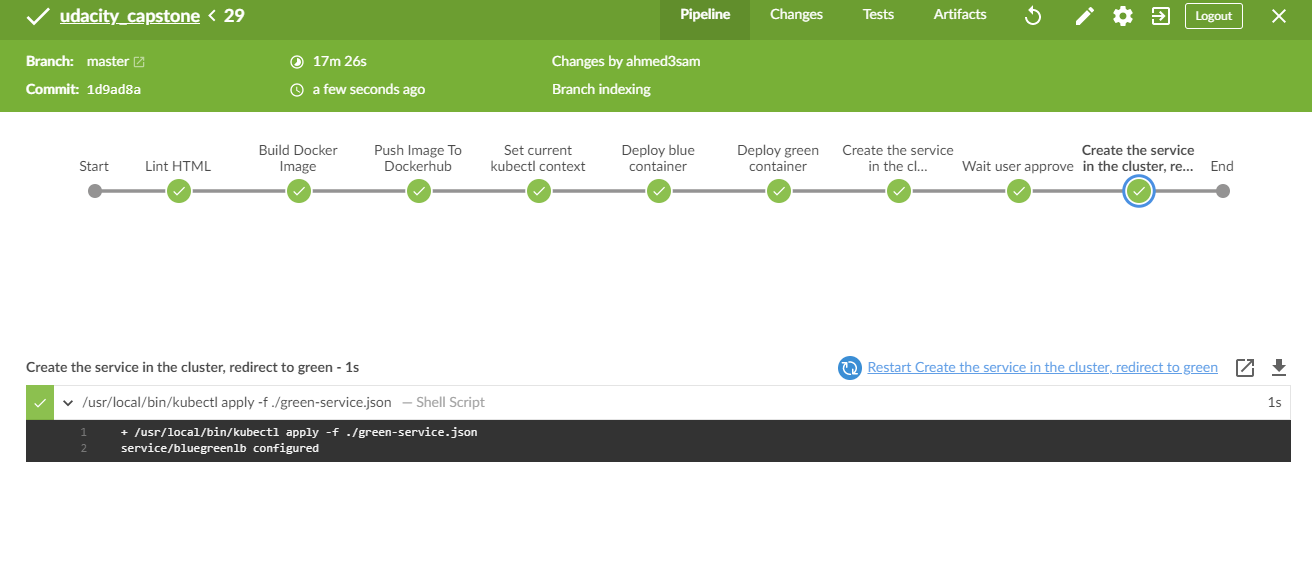 udacity_capstone < 29
Pipeline
Changes
Tests
Artifacts
Logout
Branch: master
17m 26s
Changes by ahmed3sam
Commit: 1d9ad8a
a few seconds ago
Branch indexing
Start
Lint HTML
Build Docker
Image
Push Image To
Dockerhub
Set current
kubectl context
Deploy blue
container
Deploy green
container
Create the service
in the cl...
Wait user approve
Create the service
in the cluster, re...
End
Create the service in the cluster, redirect to green - 1s
Restart Create the service in the cluster, redirect to green
/usr/local/bin/kubectl apply -f ./green-service.json — Shell Script
1s
1 + /usr/local/bin/kubectl apply -f ./green-service.json
2 service/bluegreenlb configured